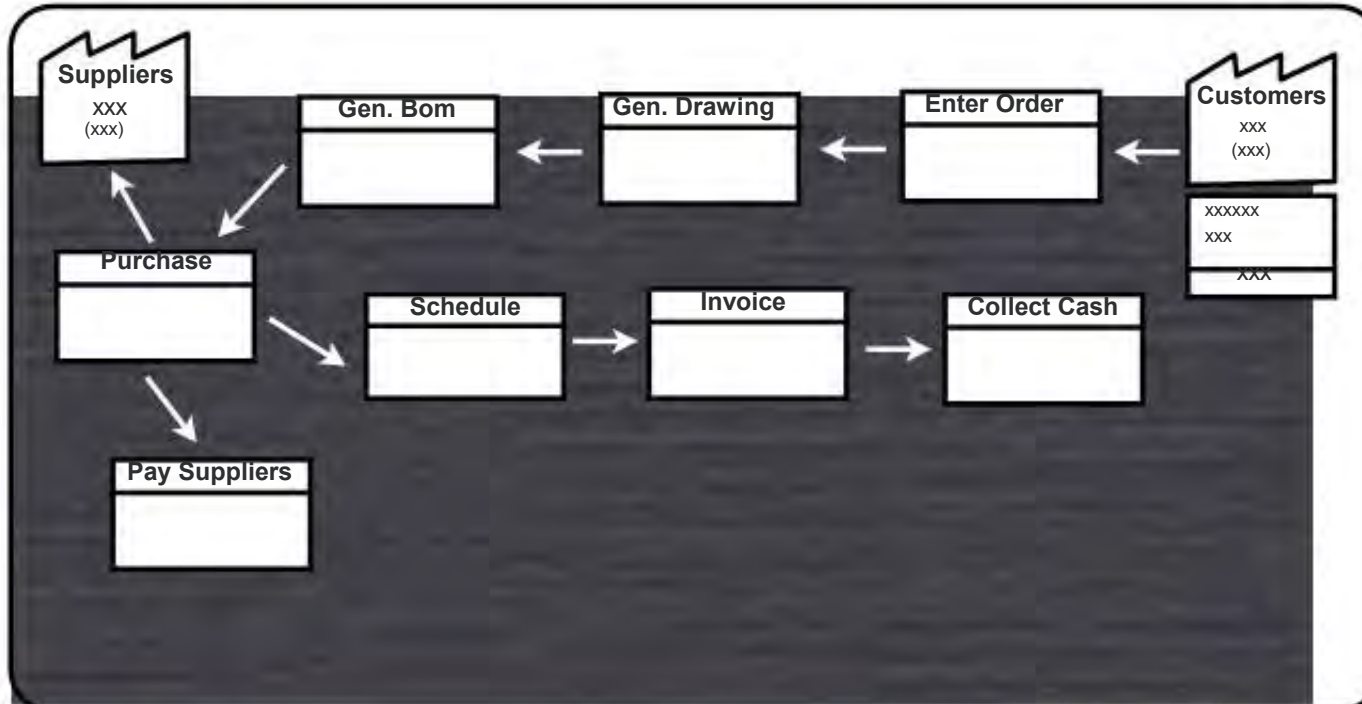 Suppliers
XXX
(xxx)
Gen. Bom
Gen. Drawing
Enter Order
Customers
xxx
(xxx)
xxxxxx
xxx
XXX
Purchase
Schedule
Invoice
Collect Cash
Pay Suppliers